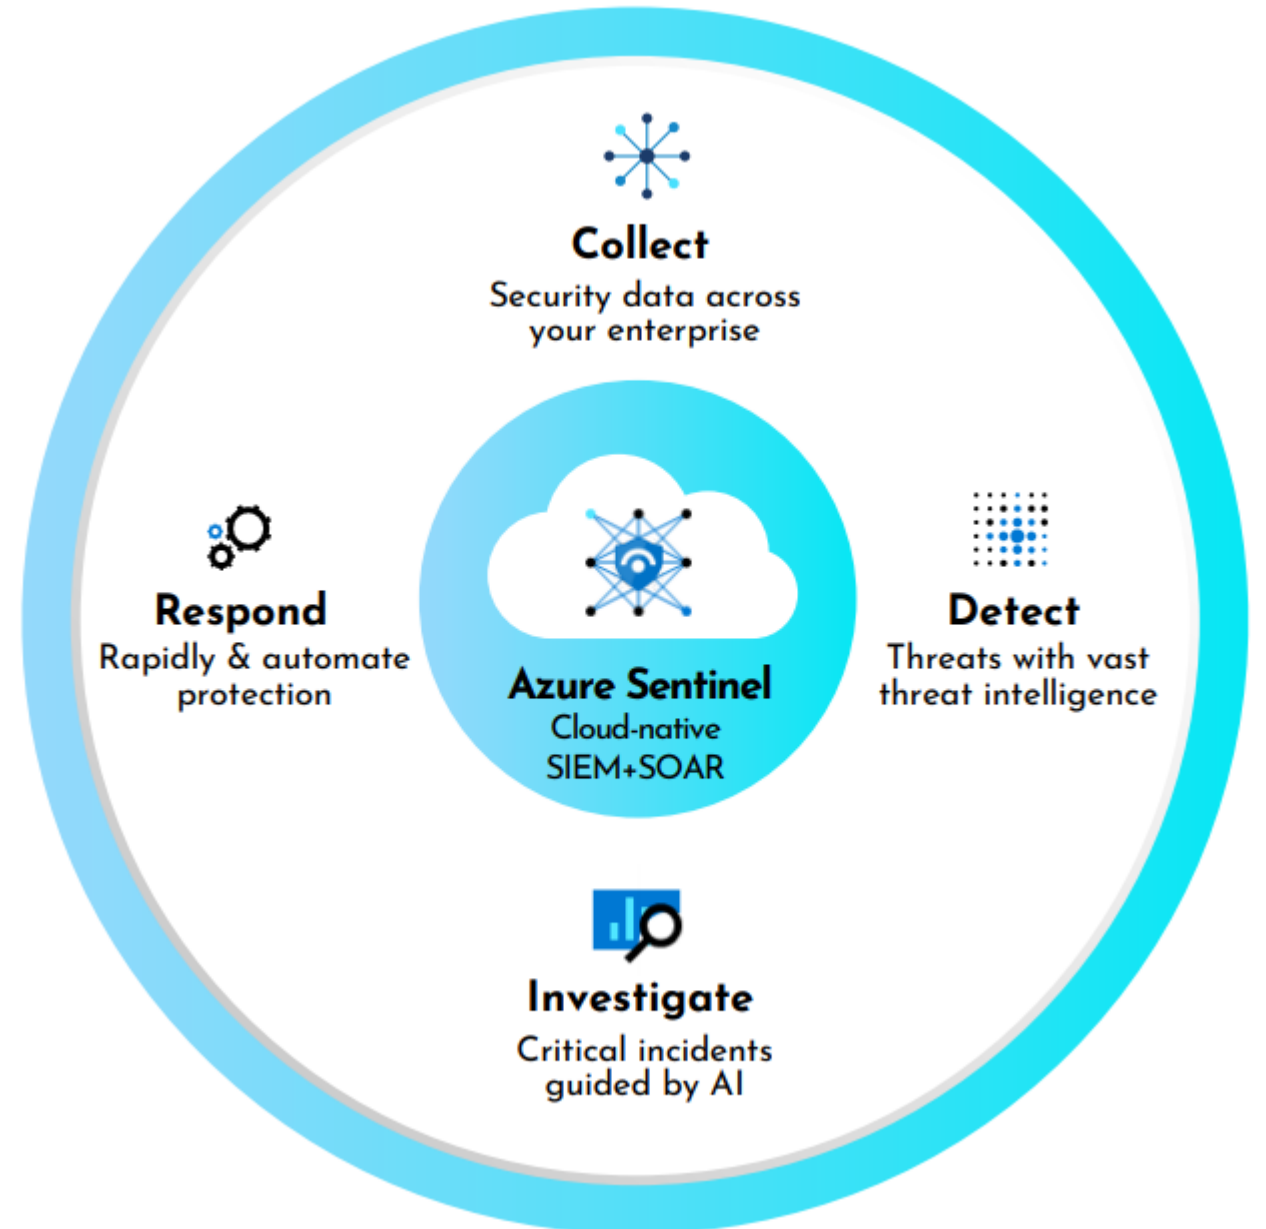 Collect
Security data across
your enterprise
Respond
Rapidly & automate
protection
Azure Sentinel
Cloud-native
SIEM+SOAR
Detect
Threats with vast
threat intelligence
Investigate
Critical incidents
guided by AI